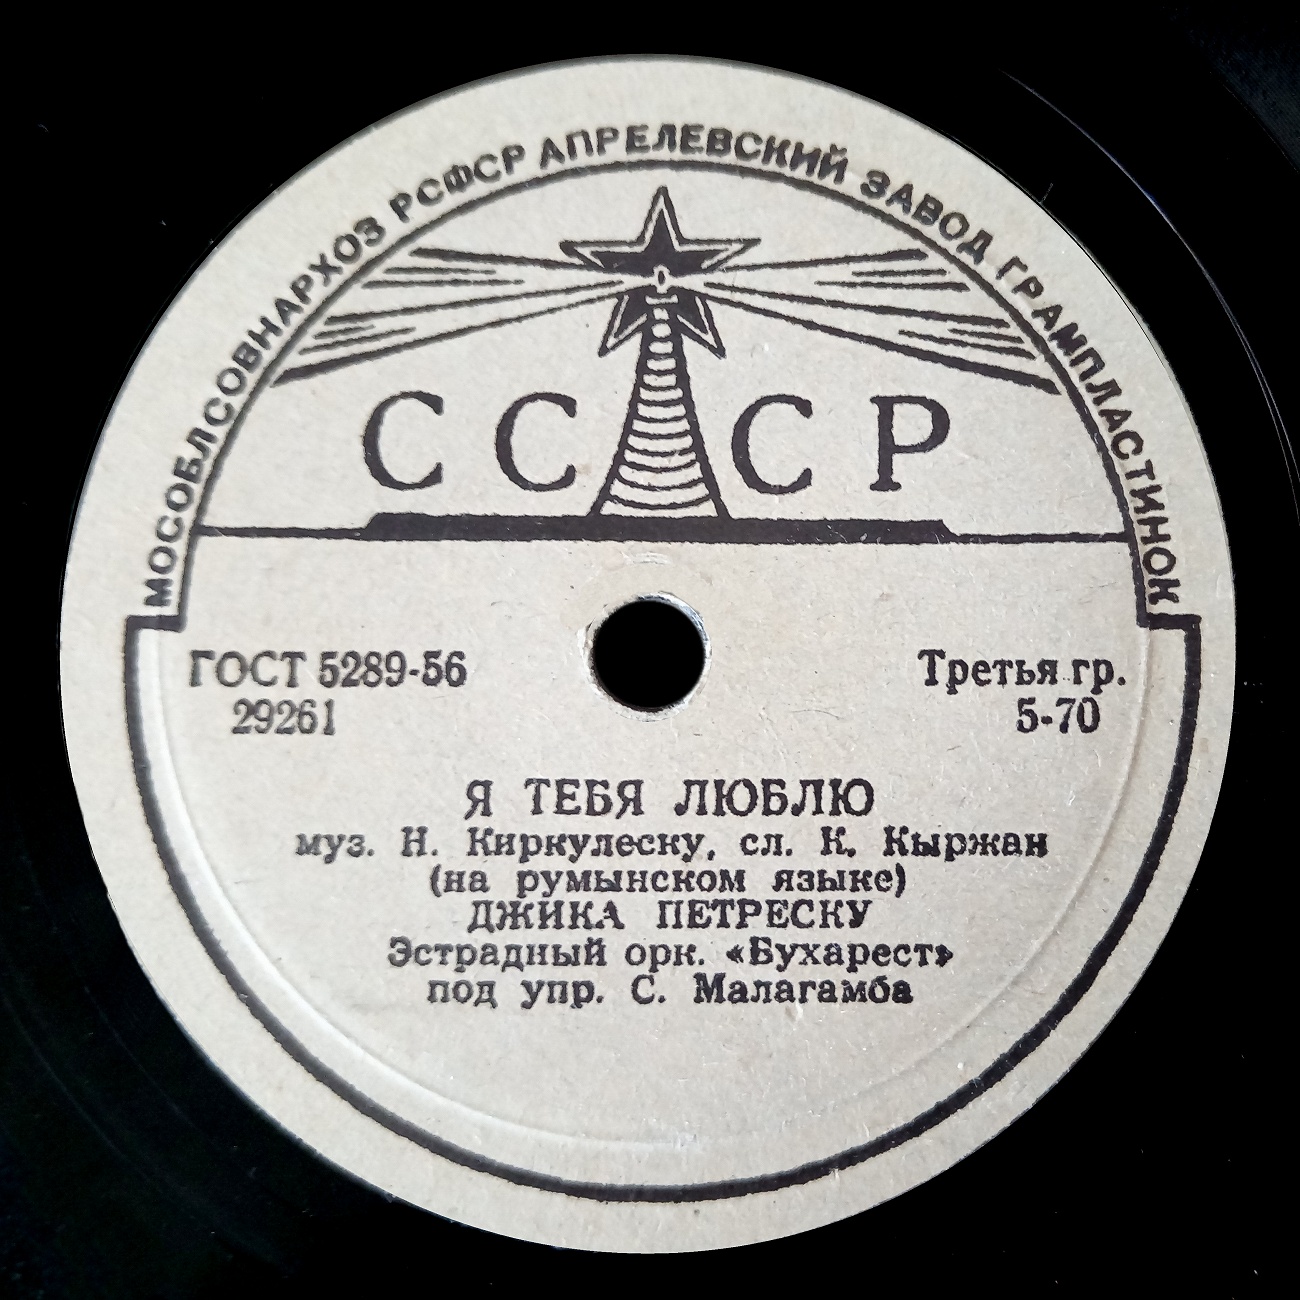 МОСОБЛСОВНАРХОЗ РСФСР АПРЕЛЕВСКИЙ ЗАВОД ГРАМПЛАСТИНОК
СССР
ГОСТ 5289-56
29261
Третья гр.
5-70
Я ТЕБЯ ЛЮБЛЮ
муз. Н. Киркулеску, сл. К. Кыржан
(на румынском языке)
ДЖИКА ПЕТРЕСКУ
Эстрадный орк. «Бухарест»
под упр. С. Малагамба